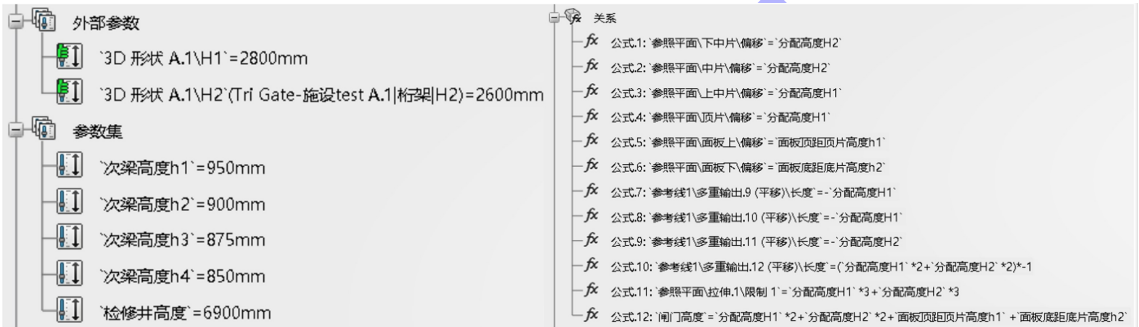 外部参数
`3D 形状 A.1\H1`=2800mm
`3D 形状 A.1\H2`(Tri Gate-施设test A.1|桁架|H2)=2600mm
参数集
`次梁高度h1`=950mm
`次梁高度h2`=900mm
`次梁高度h3`=875mm
`次梁高度h4`=850mm
`检修井高度`=6900mm
关系
公式.1: `参照平面\下中片\偏移`=`分配高度H2`
公式.2: `参照平面\中片\偏移`=`分配高度H2`
公式.3: `参照平面\上中片\偏移`=`分配高度H1`
公式.4: `参照平面\顶片\偏移`=`分配高度H1`
公式.5: `参照平面\面板上\偏移`=`面板顶距顶片高度h1`
公式.6: `参照平面\面板下\偏移`=`面板底距底片高度h2`
公式.7: `参考线1\多重输出.9 (平移)\长度`=-`分配高度H1`
公式.8: `参考线1\多重输出.10 (平移)\长度`=-`分配高度H1`
公式.9: `参考线1\多重输出.11 (平移)\长度`=-`分配高度H2`
公式.10: `参考线1\多重输出.12 (平移)\长度`=(`分配高度H1`*2+`分配高度H2`*2)*-1
公式.11: `参照平面\拉伸.1\限制 1`=`分配高度H1`*3+`分配高度H2`*3
公式.12: `闸门高度`=`分配高度H1`*2+`分配高度H2`*2+`面板顶距顶片高度h1`+`面板底距底片高度h2`